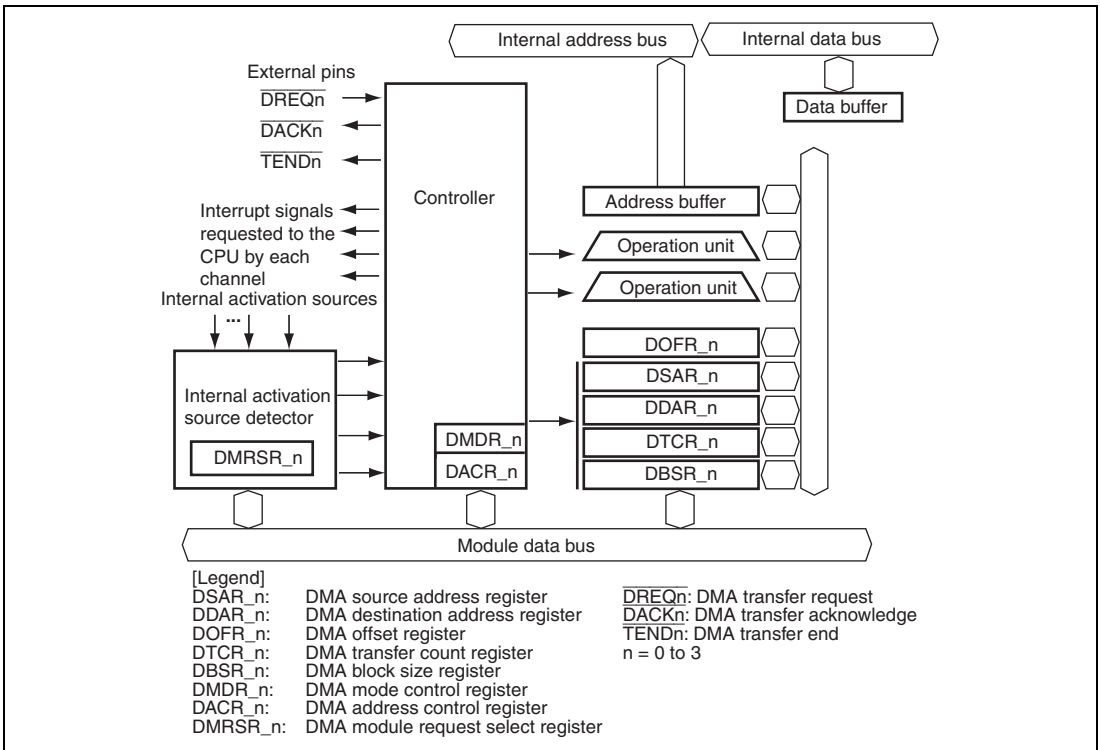 Internal address bus
Internal data bus
External pins
DREQn
DACKn
TENDn
Data buffer
Controller
Address buffer
Interrupt signals
requested to the
CPU by each
channel
Operation unit
Operation unit
Internal activation sources
...
Internal activation
source detector
DMRSR_n
DMDR_n
DACR_n
DOFR_n
DSAR_n
DDAR_n
DTCR_n
DBSR_n
Module data bus
[Legend]
DSAR_n: DMA source address register
DDAR_n: DMA destination address register
DOFR_n: DMA offset register
DTCR_n: DMA transfer count register
DBSR_n: DMA block size register
DMDR_n: DMA mode control register
DACR_n: DMA address control register
DMRSR_n: DMA module request select register
DREQn: DMA transfer request
DACKn: DMA transfer acknowledge
TENDn: DMA transfer end
n = 0 to 3